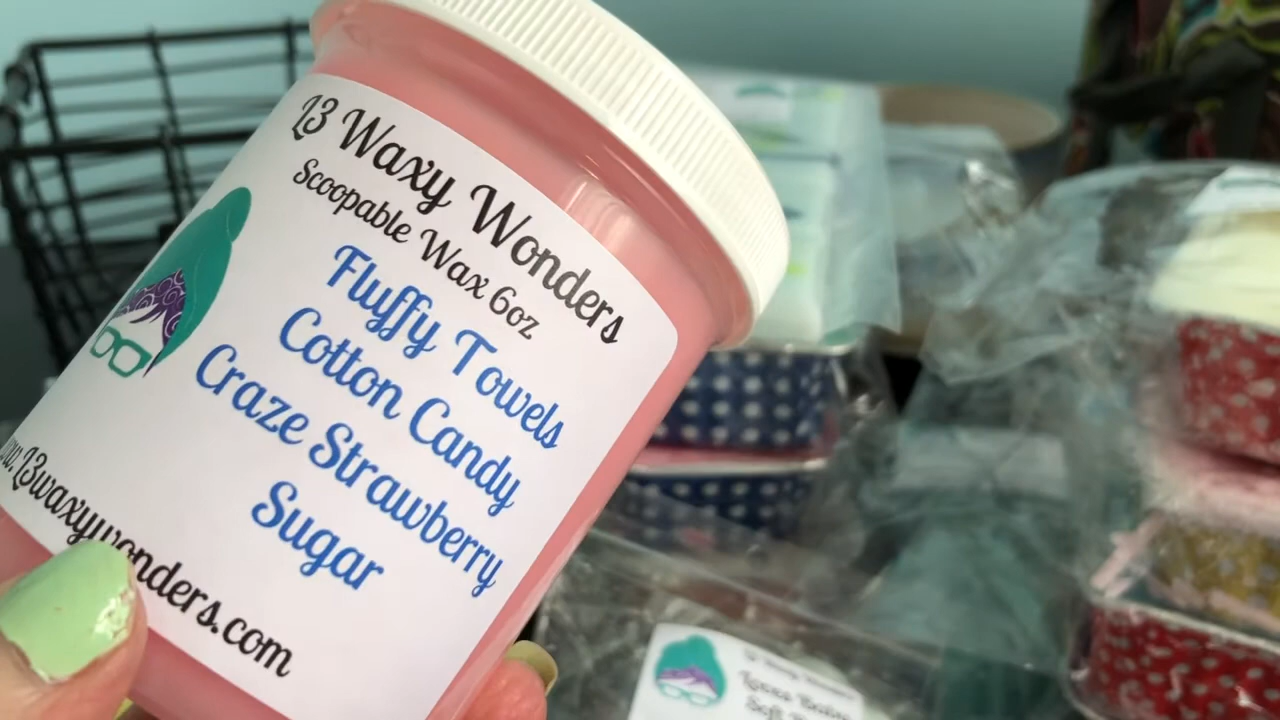 L3 Waxy Wonders
Scoopable Wax 6oz
Fluffy Towels
Cotton Candy
Craze Strawberry
Sugar
L3waxywonders.com